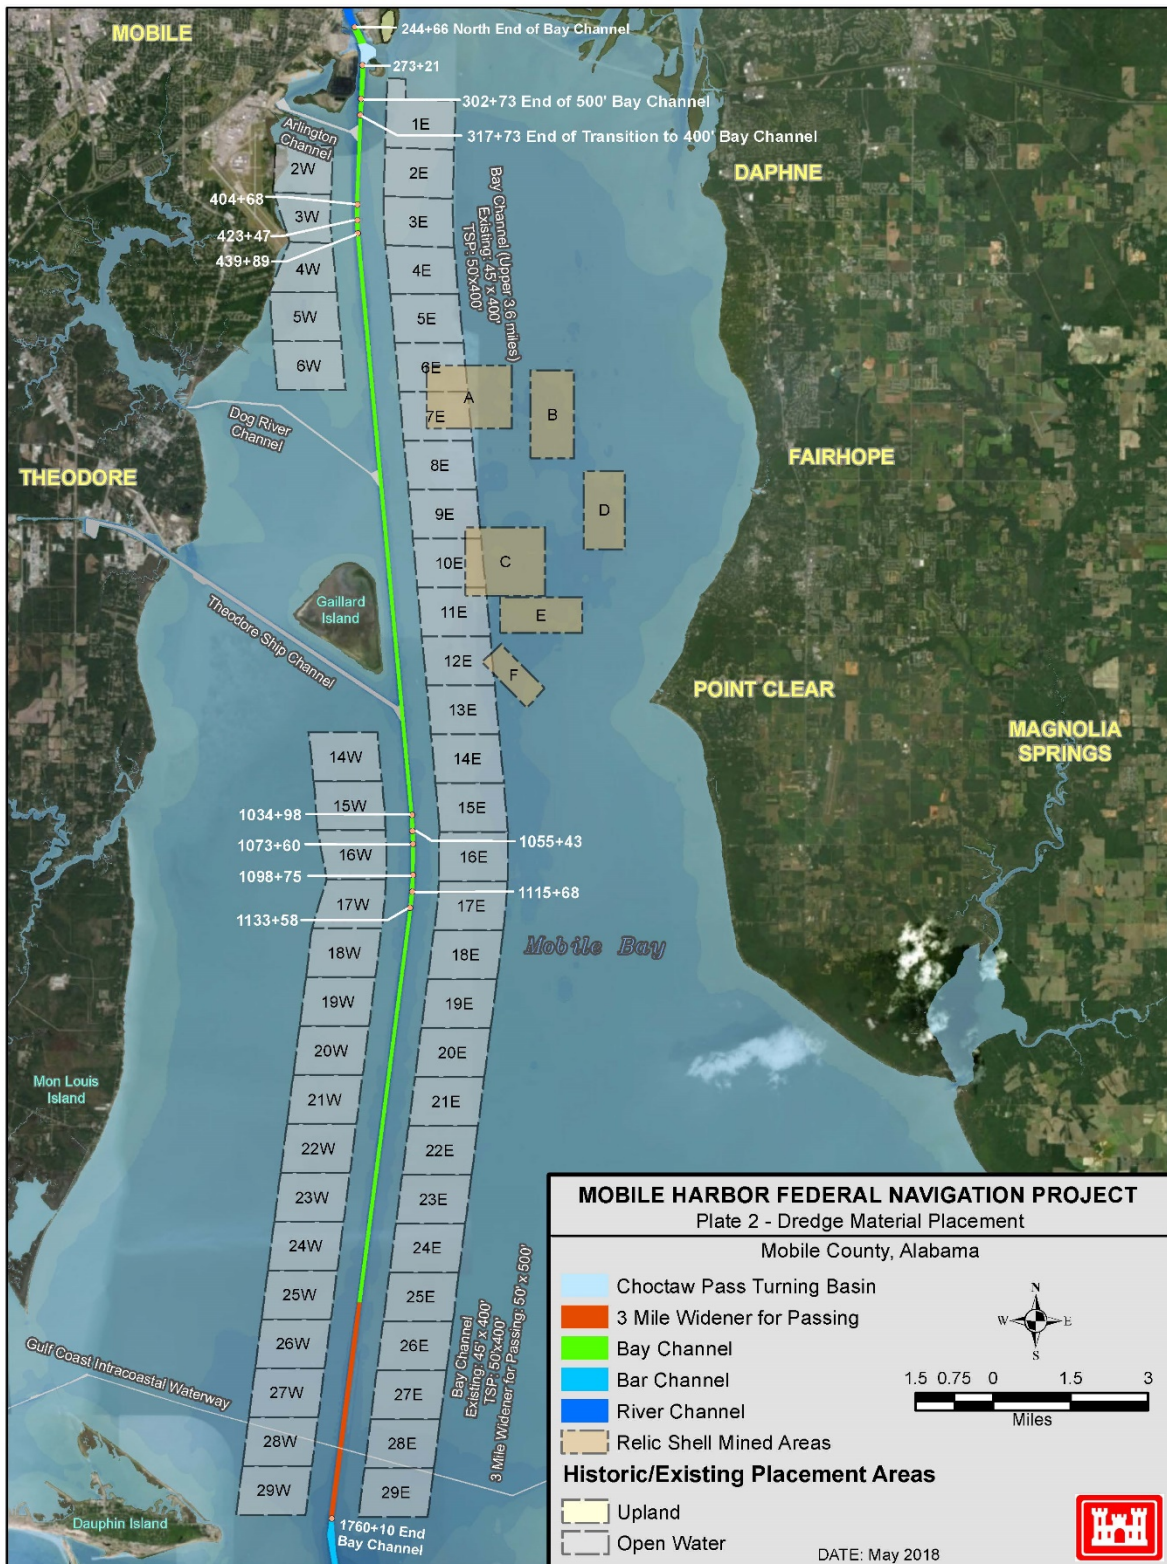 MOBILE
244+66 North End of Bay Channel
273+21
302+73 End of 500' Bay Channel
317+73 End of Transition to 400' Bay Channel
Arlington
Channel
1E
2W
2E
DAPHNE
404+68
3W
3E
423+47
439+89
4W
4E
Bay Channel (Upper 3.6 miles)
Existing: 45' x 400'
TSP: 50'x400'
5W
5E
6W
6E
A
B
7E
Dog River
Channel
8E
FAIRHOPE
THEODORE
9E
D
10E
C
Gaillard
Island
11E
E
Theodore Ship Channel
12E
F
POINT CLEAR
13E
MAGNOLIA
SPRINGS
14W
14E
15W
15E
1034+98
1055+43
1073+60
16W
16E
1098+75
1115+68
17W
17E
1133+58
Mobile Bay
18W
18E
19W
19E
20W
20E
Mon Louis
Island
21W
21E
22W
22E
23W
23E
24W
24E
25W
25E
26W
26E
Bay Channel
Existing: 45' x 400'
TSP: 50'x400'
3 Mile Widener for Passing: 50' x 500'
Gulf Coast Intracoastal Waterway
27W
27E
28W
28E
29W
29E
Dauphin Island
1760+10 End
Bay Channel
MOBILE HARBOR FEDERAL NAVIGATION PROJECT
Plate 2 - Dredge Material Placement
Mobile County, Alabama
Choctaw Pass Turning Basin
3 Mile Widener for Passing
Bay Channel
Bar Channel
River Channel
Relic Shell Mined Areas
Historic/Existing Placement Areas
Upland
Open Water
N
W E
S
1.5 0.75 0 1.5 3
Miles
DATE: May 2018